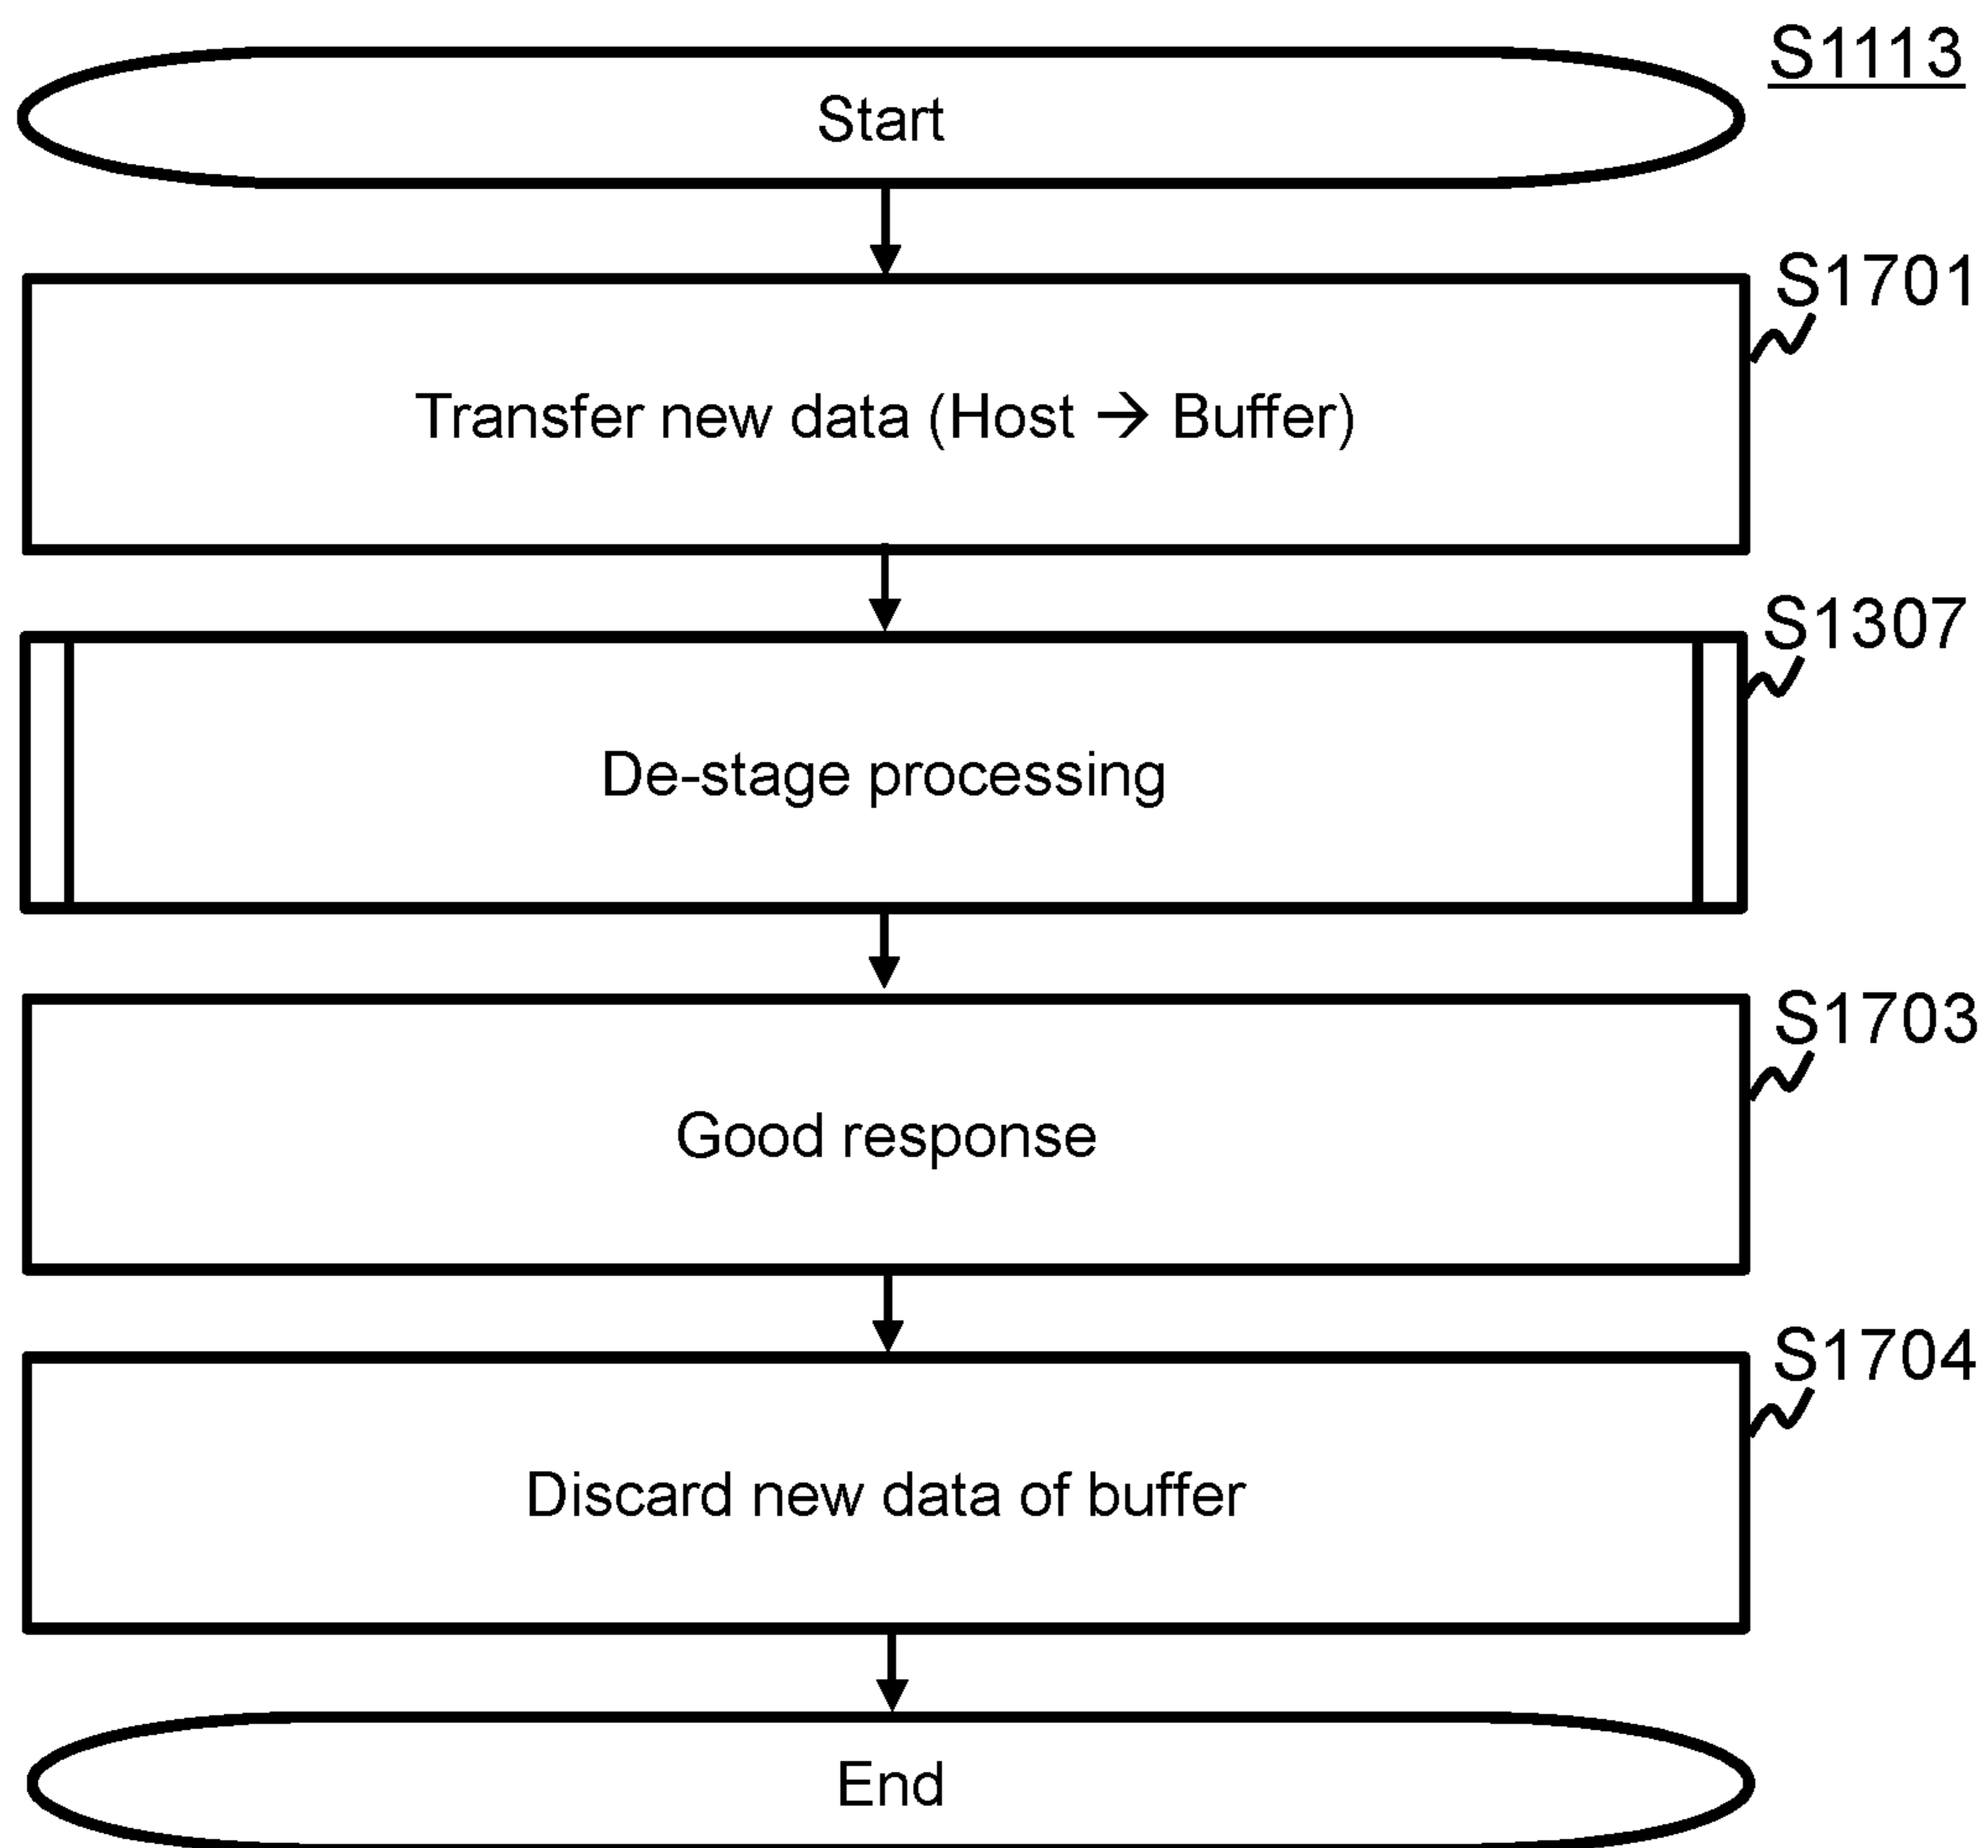 S1113
Start
S1701
Transfer new data (Host → Buffer)
S1307
De-stage processing
S1703
Good response
S1704
Discard new data of buffer
End